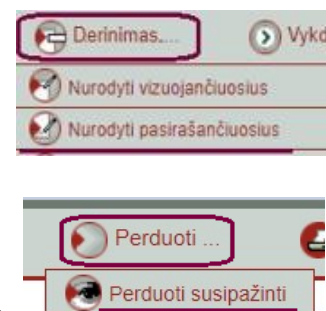 Derinimas.... Vykd
Nurodyti vizuojančiuosius
Nurodyti pasirašančiuosius
Perduoti ...
Perduoti susipažinti